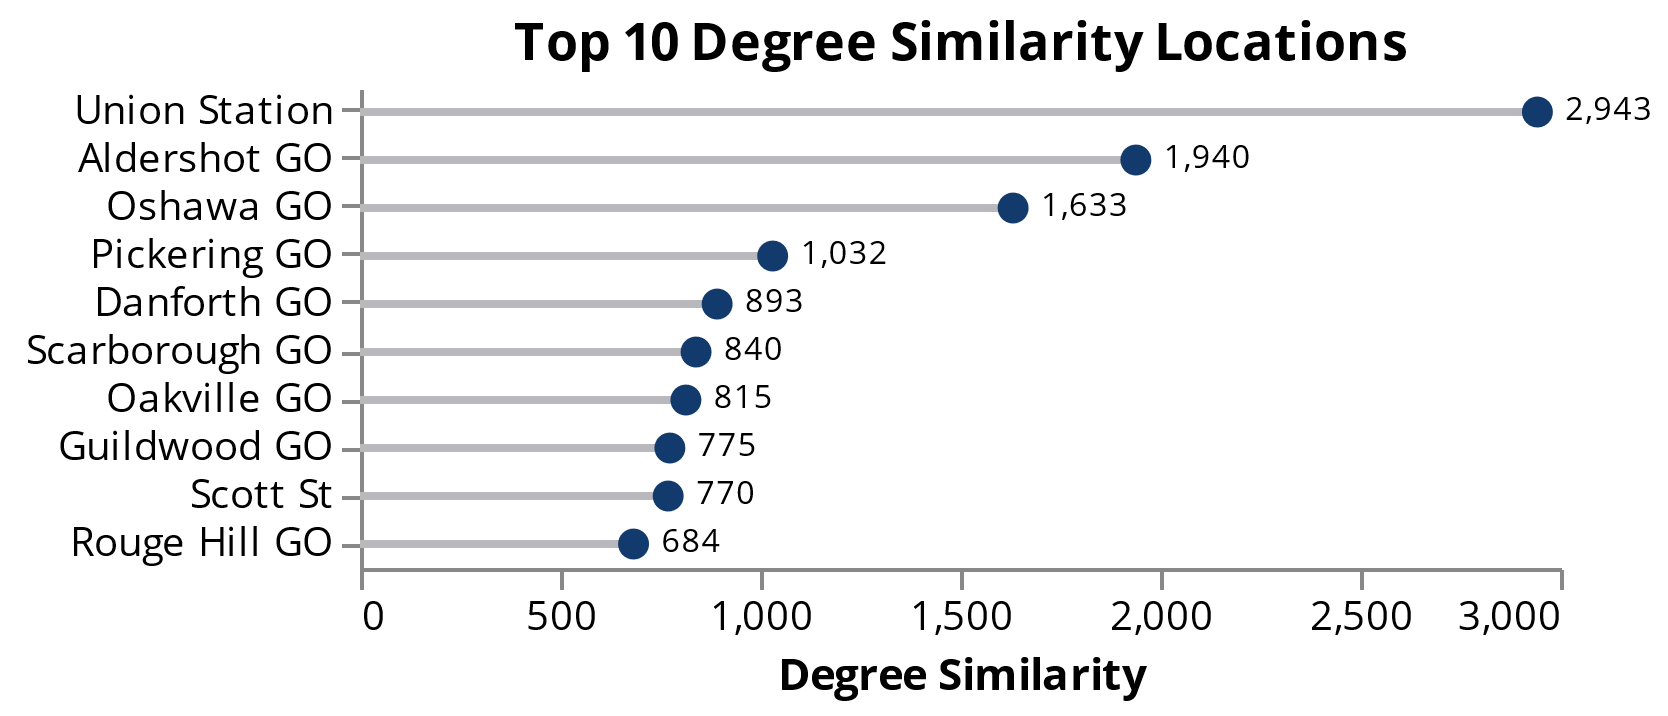 Top 10 Degree Similarity Locations
Union Station 2,943
Aldershot GO 1,940
Oshawa GO 1,633
Pickering GO 1,032
Danforth GO 893
Scarborough GO 840
Oakville GO 815
Guildwood GO 775
Scott St 770
Rouge Hill GO 684
0 500 1,000 1,500 2,000 2,500 3,000
Degree Similarity